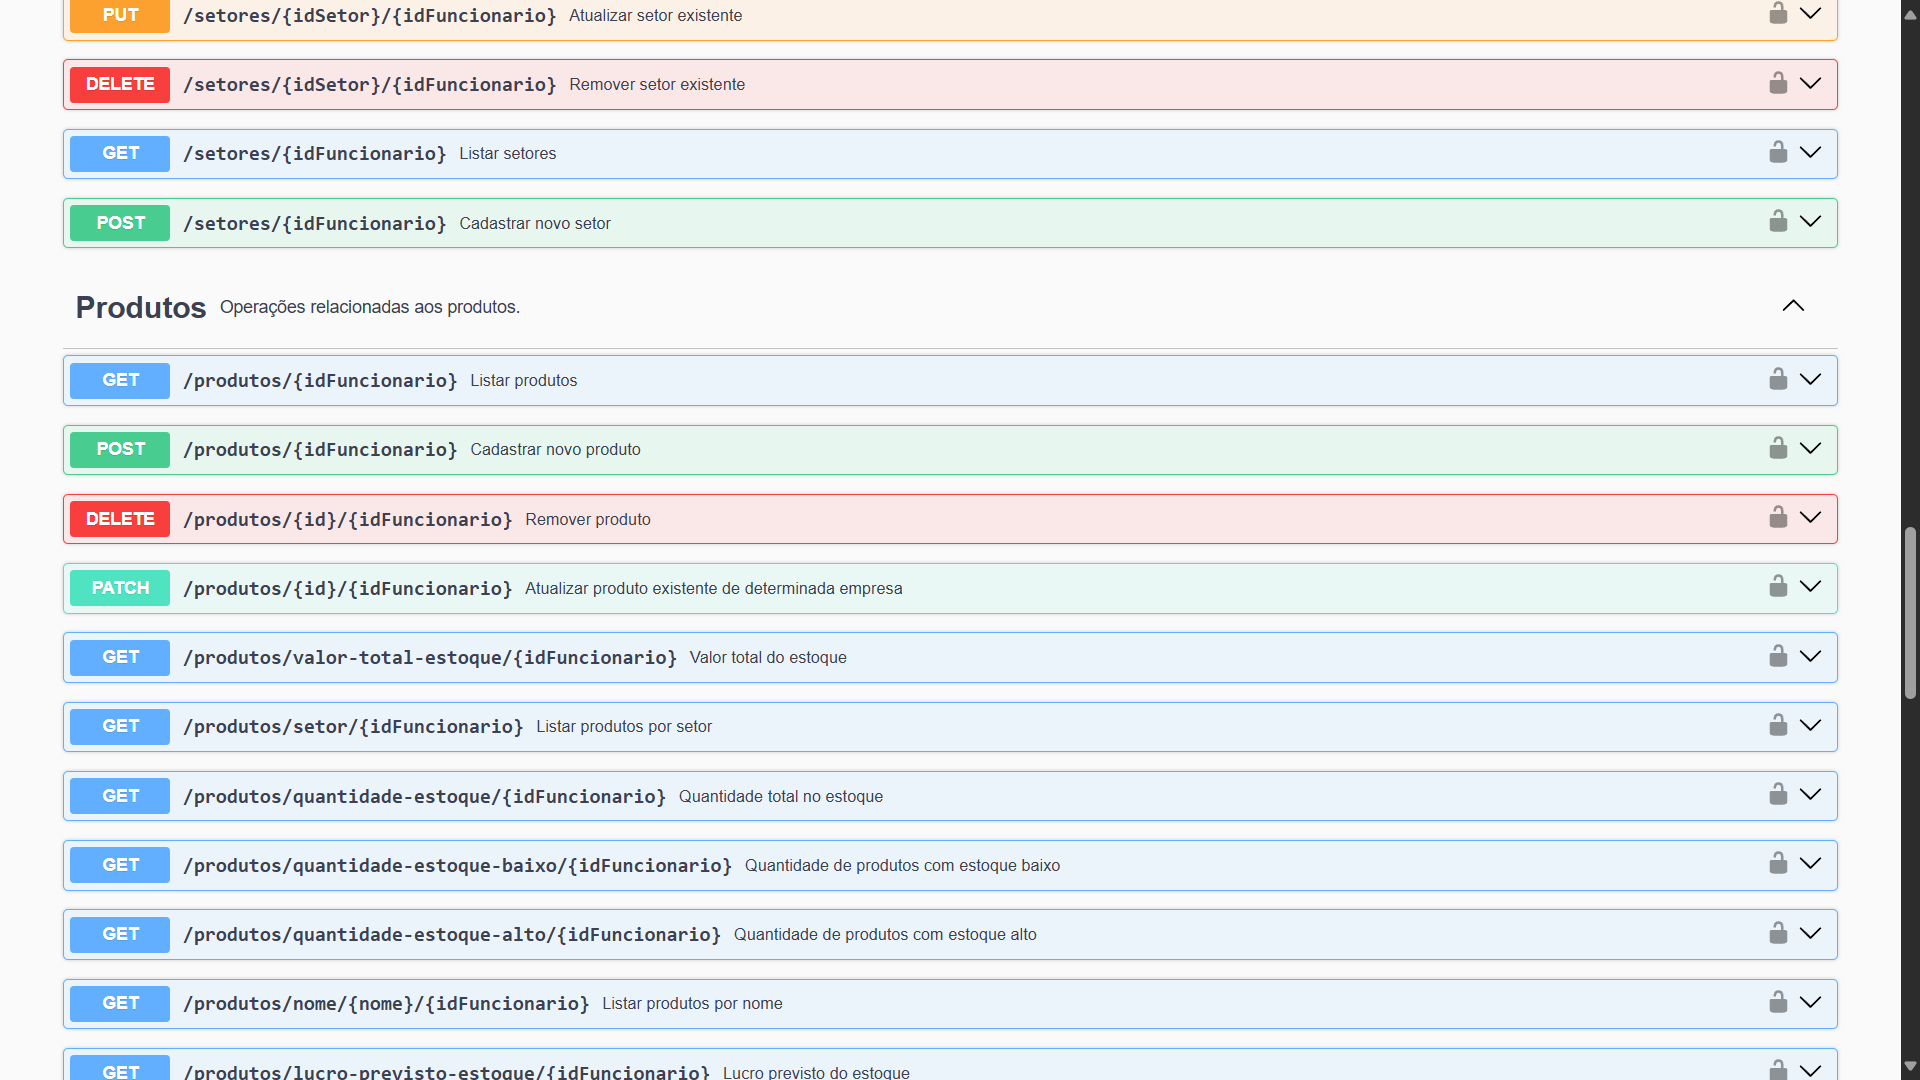 PUT /setores/{idSetor}/{idFuncionario} Atualizar setor existente
DELETE /setores/{idSetor}/{idFuncionario} Remover setor existente
GET /setores/{idFuncionario} Listar setores
POST /setores/{idFuncionario} Cadastrar novo setor
Produtos Operações relacionadas aos produtos.
GET /produtos/{idFuncionario} Listar produtos
POST /produtos/{idFuncionario} Cadastrar novo produto
DELETE /produtos/{id}/{idFuncionario} Remover produto
PATCH /produtos/{id}/{idFuncionario} Atualizar produto existente de determinada empresa
GET /produtos/valor-total-estoque/{idFuncionario} Valor total do estoque
GET /produtos/setor/{idFuncionario} Listar produtos por setor
GET /produtos/quantidade-estoque/{idFuncionario} Quantidade total no estoque
GET /produtos/quantidade-estoque-baixo/{idFuncionario} Quantidade de produtos com estoque baixo
GET /produtos/quantidade-estoque-alto/{idFuncionario} Quantidade de produtos com estoque alto
GET /produtos/nome/{nome}/{idFuncionario} Listar produtos por nome
GET /produtos/lucro-previsto-estoque/{idFuncionario} Lucro previsto do estoque